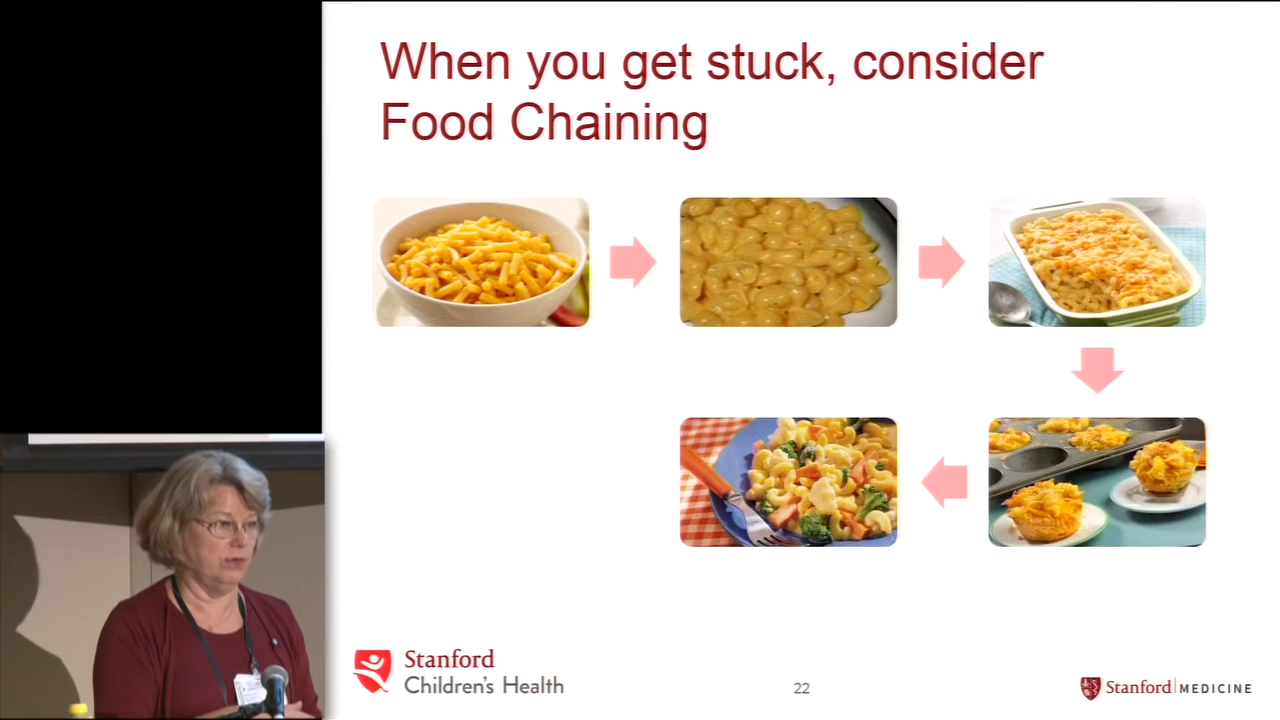 When you get stuck, consider
Food Chaining
Stanford
Children's Health
22
Stanford MEDICINE